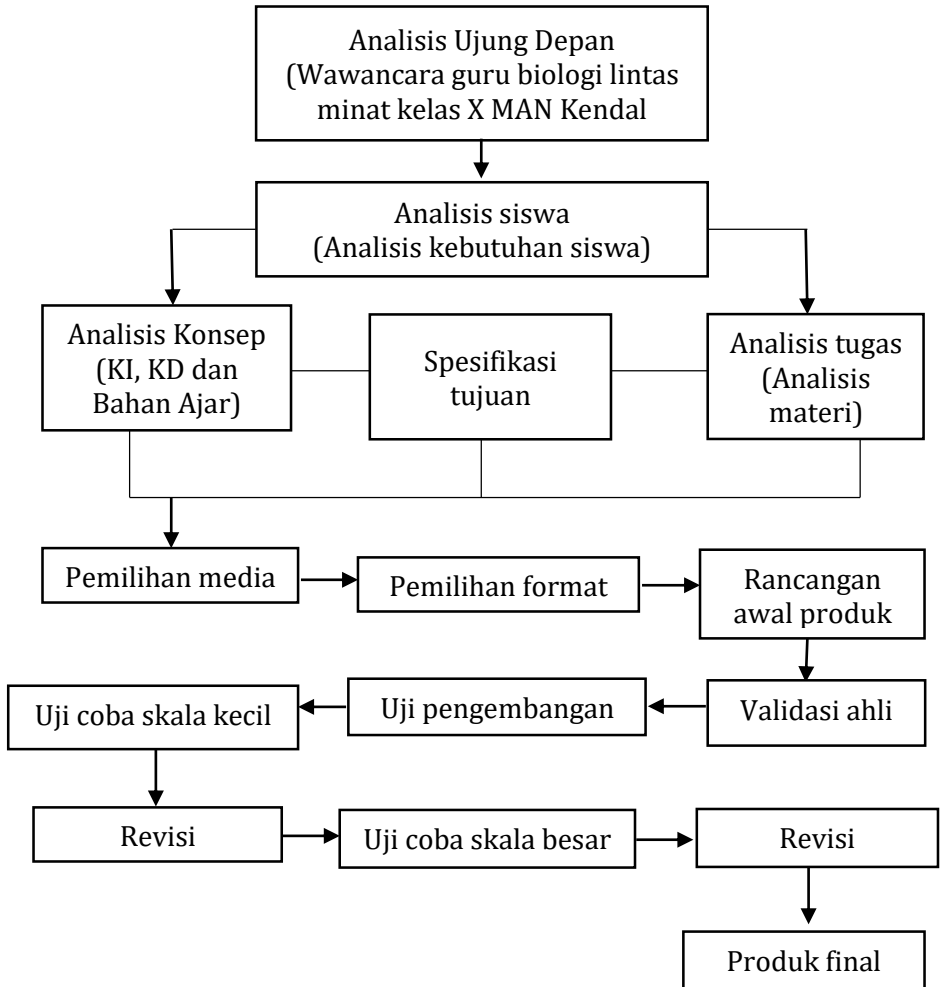 Analisis Ujung Depan
(Wawancara guru biologi lintas
minat kelas X MAN Kendal
Analisis siswa
(Analisis kebutuhan siswa)
Analisis Konsep
(KI, KD dan
Bahan Ajar)
Spesifikasi
tujuan
Analisis tugas
(Analisis
materi)
Pemilihan media
Pemilihan format
Rancangan
awal produk
Validasi ahli
Uji pengembangan
Uji coba skala kecil
Revisi
Uji coba skala besar
Revisi
Produk final